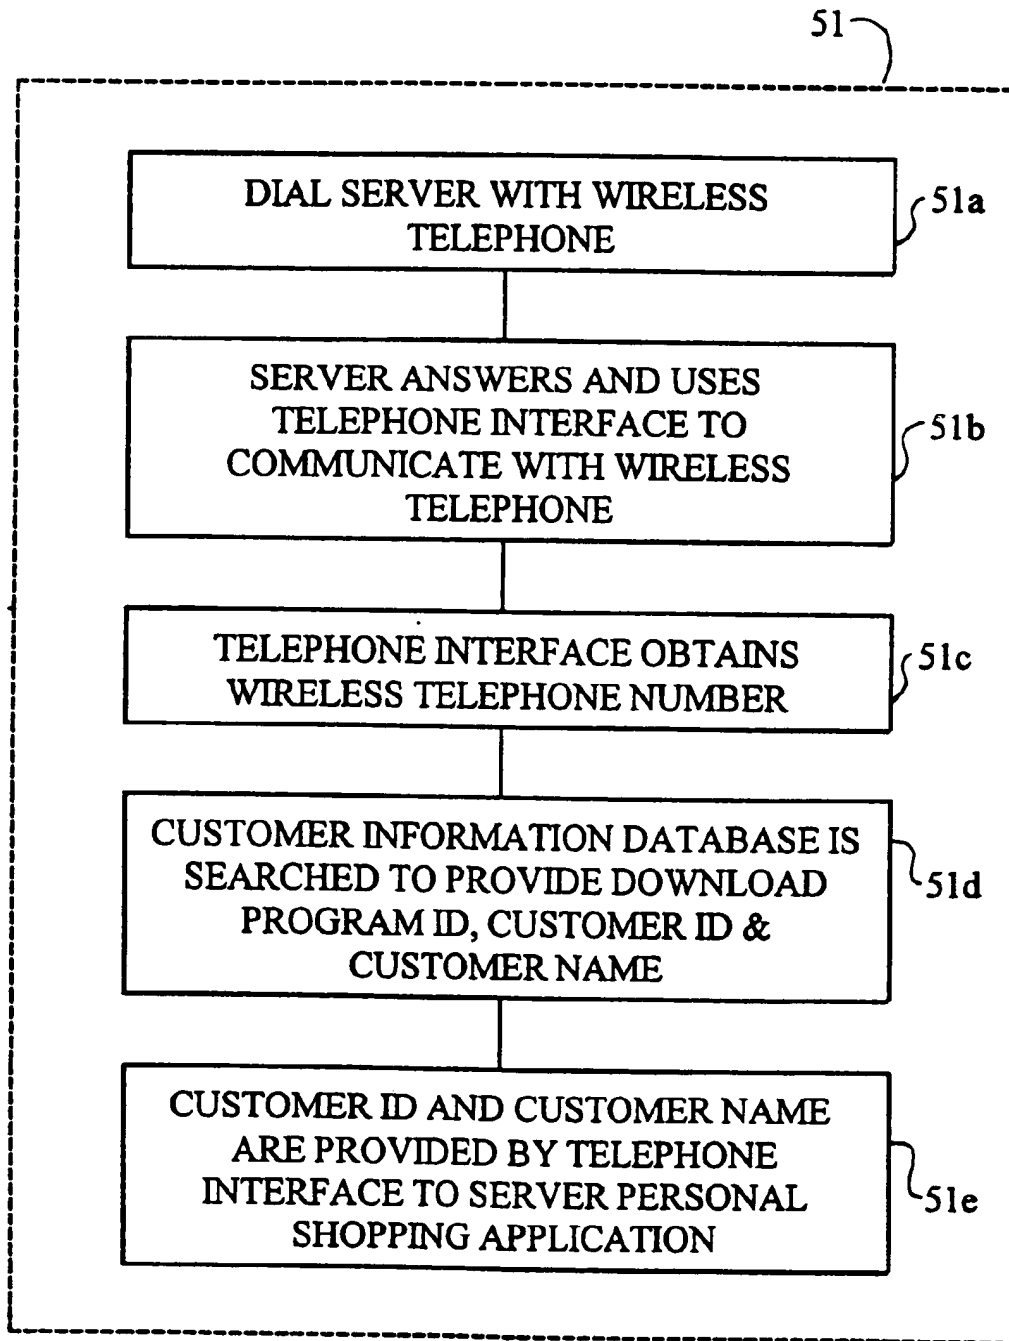 51
DIAL SERVER WITH WIRELESS
TELEPHONE
51a
SERVER ANSWERS AND USES
TELEPHONE INTERFACE TO
COMMUNICATE WITH WIRELESS
TELEPHONE
51b
TELEPHONE INTERFACE OBTAINS
WIRELESS TELEPHONE NUMBER
51c
CUSTOMER INFORMATION DATABASE IS
SEARCHED TO PROVIDE DOWNLOAD
PROGRAM ID, CUSTOMER ID &
CUSTOMER NAME
51d
CUSTOMER ID AND CUSTOMER NAME
ARE PROVIDED BY TELEPHONE
INTERFACE TO SERVER PERSONAL
SHOPPING APPLICATION
51e